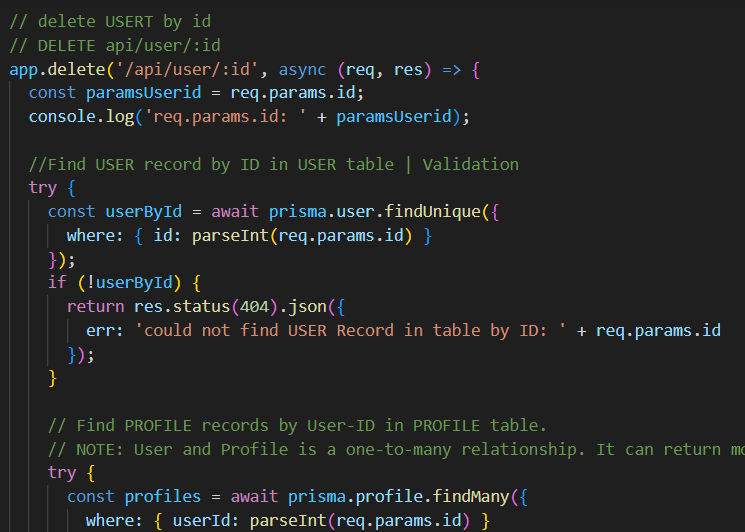 // delete USERT by id
// DELETE api/user/:id
app.delete('/api/user/:id', async (req, res) => {
  const paramsUserid = req.params.id;
  console.log('req.params.id: ' + paramsUserid);

  //Find USER record by ID in USER table | Validation
  try {
    const userById = await prisma.user.findUnique({
      where: { id: parseInt(req.params.id) }
    });
    if (!userById) {
      return res.status(404).json({
        err: 'could not find USER Record in table by ID: ' + req.params.id
      });
    }

    // Find PROFILE records by User-ID in PROFILE table.
    // NOTE: User and Profile is a one-to-many relationship. It can return
    try {
      const profiles = await prisma.profile.findMany({
        where: { userId: parseInt(req.params.id) }